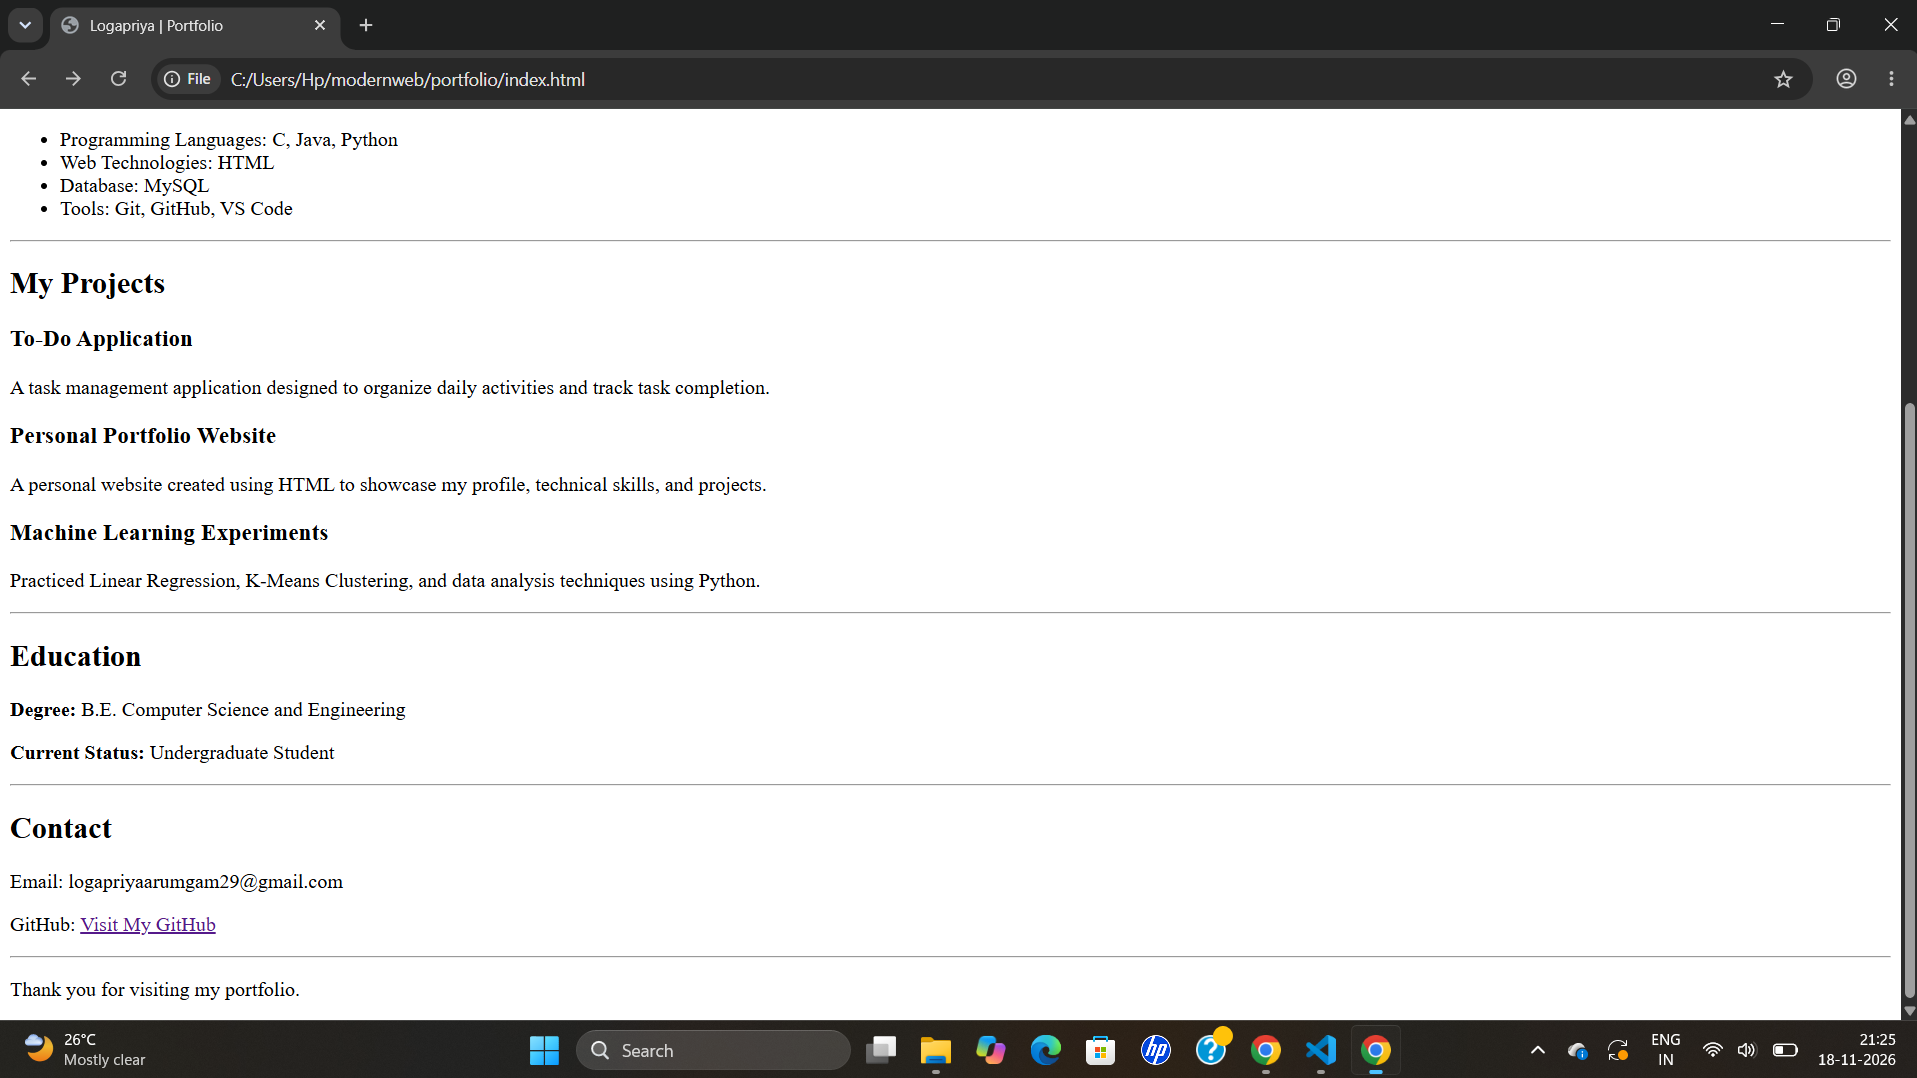 Logapriya | Portfolio
File
C:/Users/Hp/modernweb/portfolio/index.html
• Programming Languages: C, Java, Python
• Web Technologies: HTML
• Database: MySQL
• Tools: Git, GitHub, VS Code
My Projects
To-Do Application
A task management application designed to organize daily activities and track task completion.
Personal Portfolio Website
A personal website created using HTML to showcase my profile, technical skills, and projects.
Machine Learning Experiments
Practiced Linear Regression, K-Means Clustering, and data analysis techniques using Python.
Education
Degree: B.E. Computer Science and Engineering
Current Status: Undergraduate Student
Contact
Email: logapriyaarumgam29@gmail.com
GitHub: Visit My GitHub
Thank you for visiting my portfolio.
26°C
Mostly clear
Search
hp
ENG
IN
21:25
18-11-2026